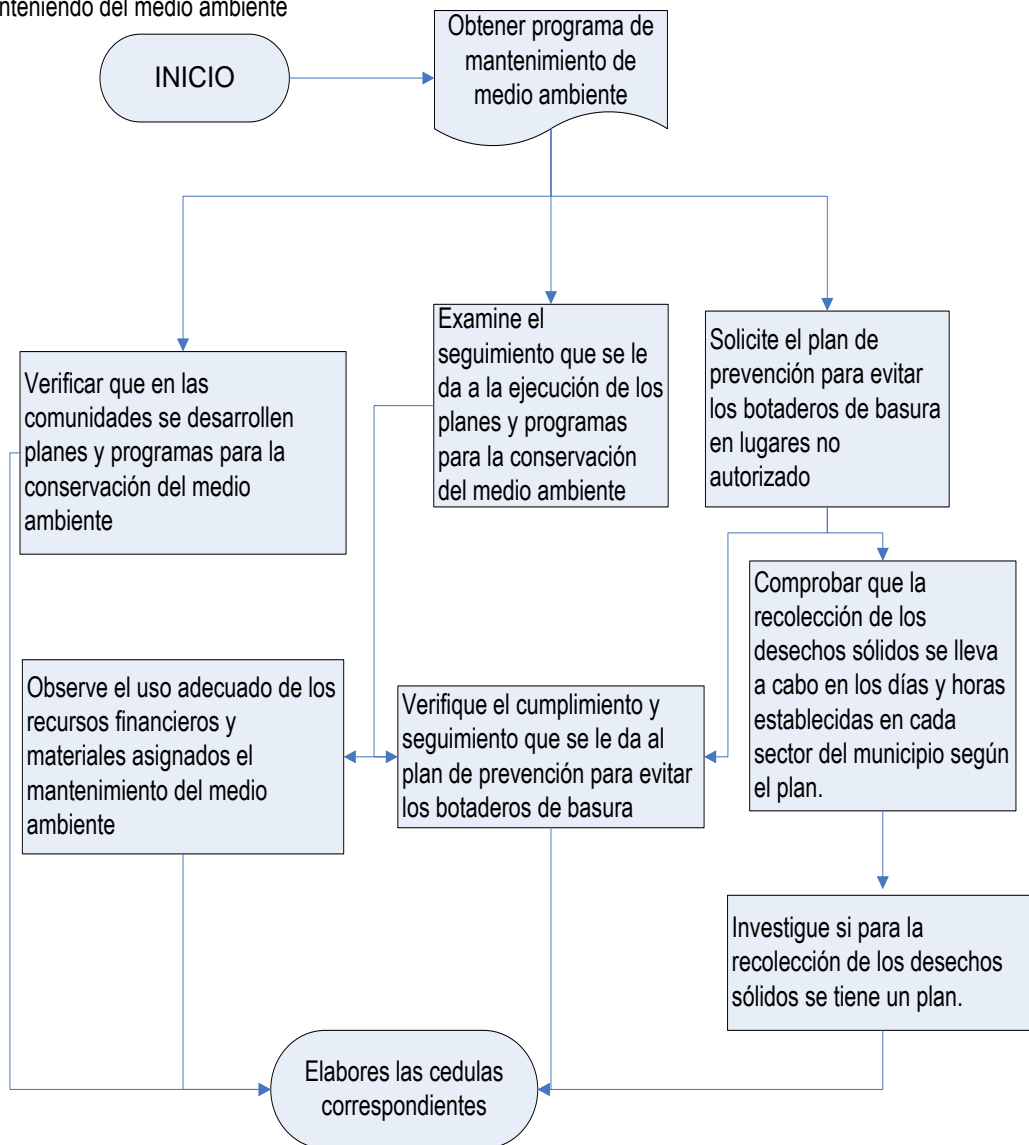 nteniendo del medio ambiente
INICIO
Obtener programa de
mantenimiento de
medio ambiente
Verificar que en las
comunidades se desarrollen
planes y programas para la
conservación del medio
ambiente
Examine el
seguimiento que se le
da a la ejecución de los
planes y programas
para la conservación
del medio ambiente
Solicite el plan de
prevención para evitar
los botaderos de basura
en lugares no
autorizado
Comprobar que la
recolección de los
desechos sólidos se lleva
a cabo en los días y horas
establecidas en cada
sector del municipio según
el plan.
Observe el uso adecuado de los
recursos financieros y
materiales asignados el
mantenimiento del medio
ambiente
Verifique el cumplimiento y
seguimiento que se le da al
plan de prevención para evitar
los botaderos de basura
Investigue si para la
recolección de los desechos
sólidos se tiene un plan.
Elabores las cedulas
correspondientes